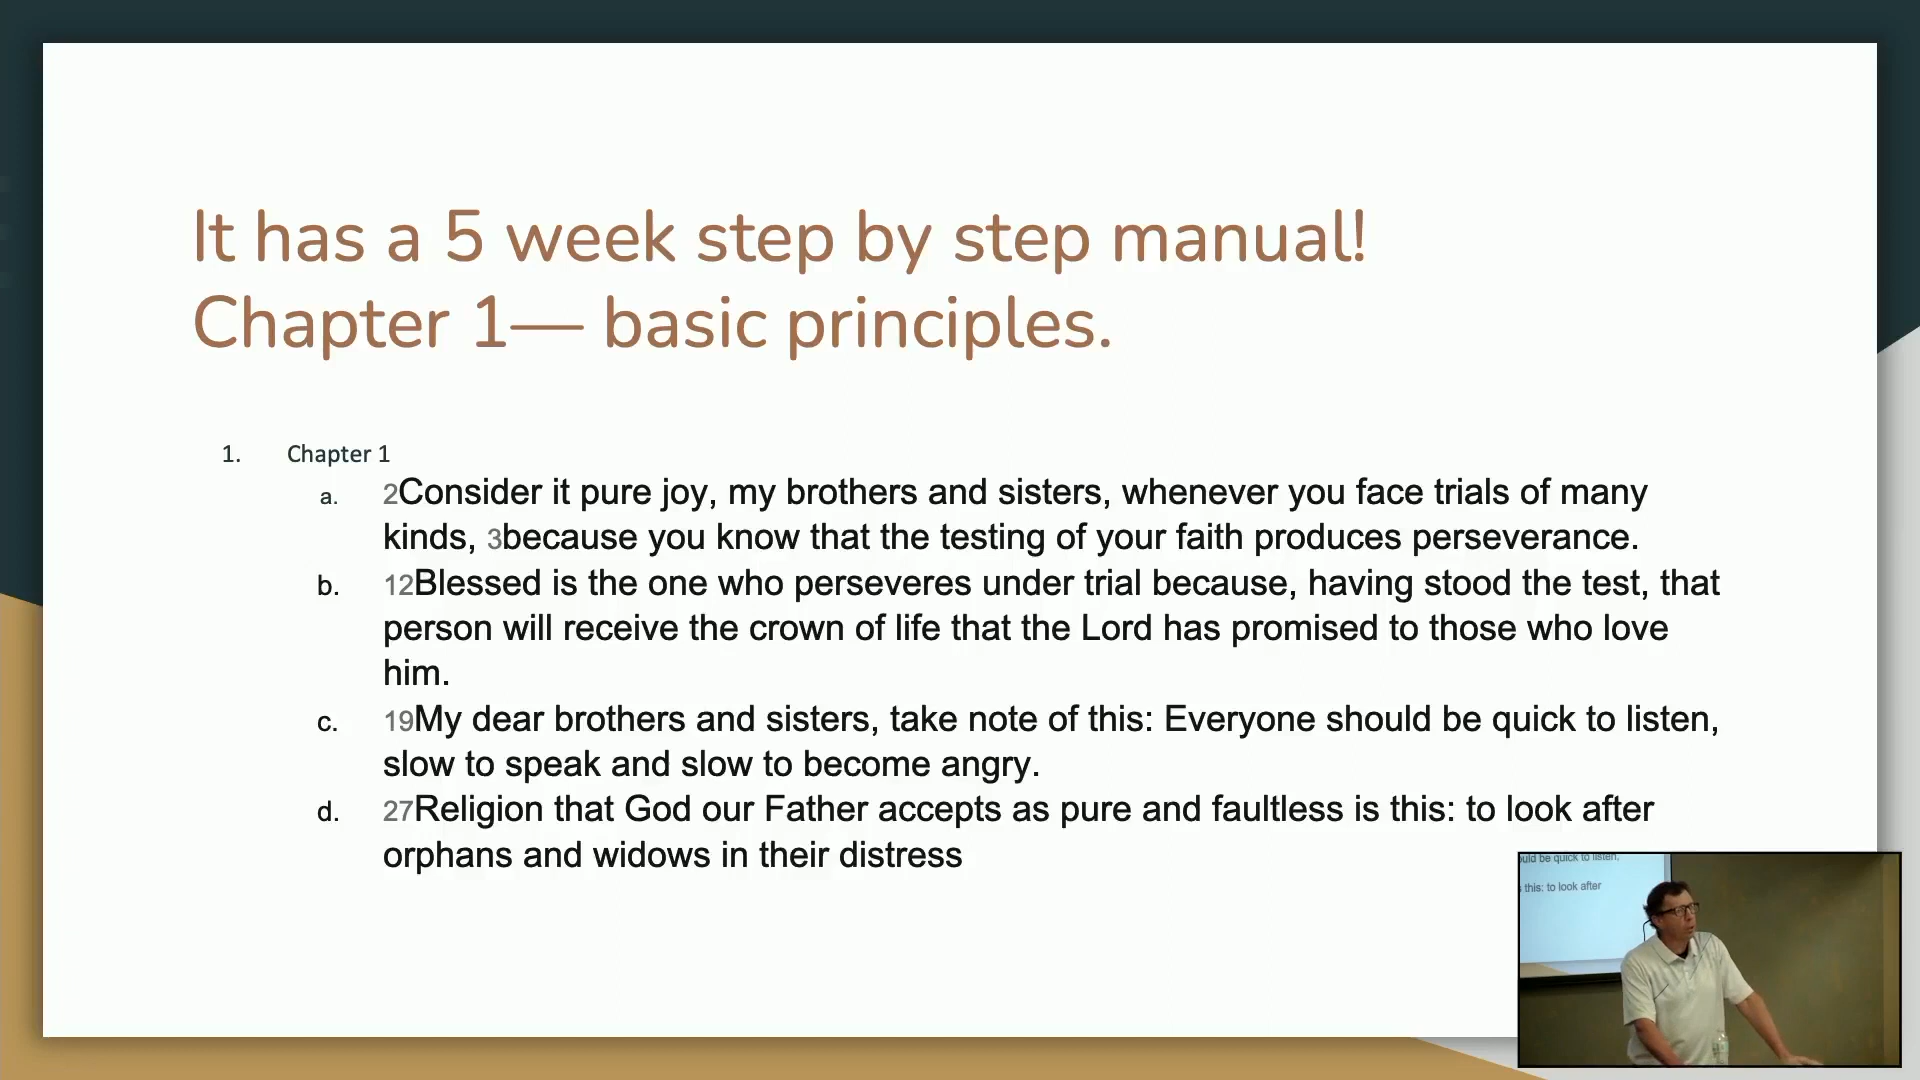 It has a 5 week step by step manual!
Chapter 1— basic principles.
1. Chapter 1
a. 2Consider it pure joy, my brothers and sisters, whenever you face trials of many
kinds, 3because you know that the testing of your faith produces perseverance.
b. 12Blessed is the one who perseveres under trial because, having stood the test, that
person will receive the crown of life that the Lord has promised to those who love
him.
c. 19My dear brothers and sisters, take note of this: Everyone should be quick to listen,
slow to speak and slow to become angry.
d. 27Religion that God our Father accepts as pure and faultless is this: to look after
orphans and widows in their distress
be quick to listen,
this: to look after